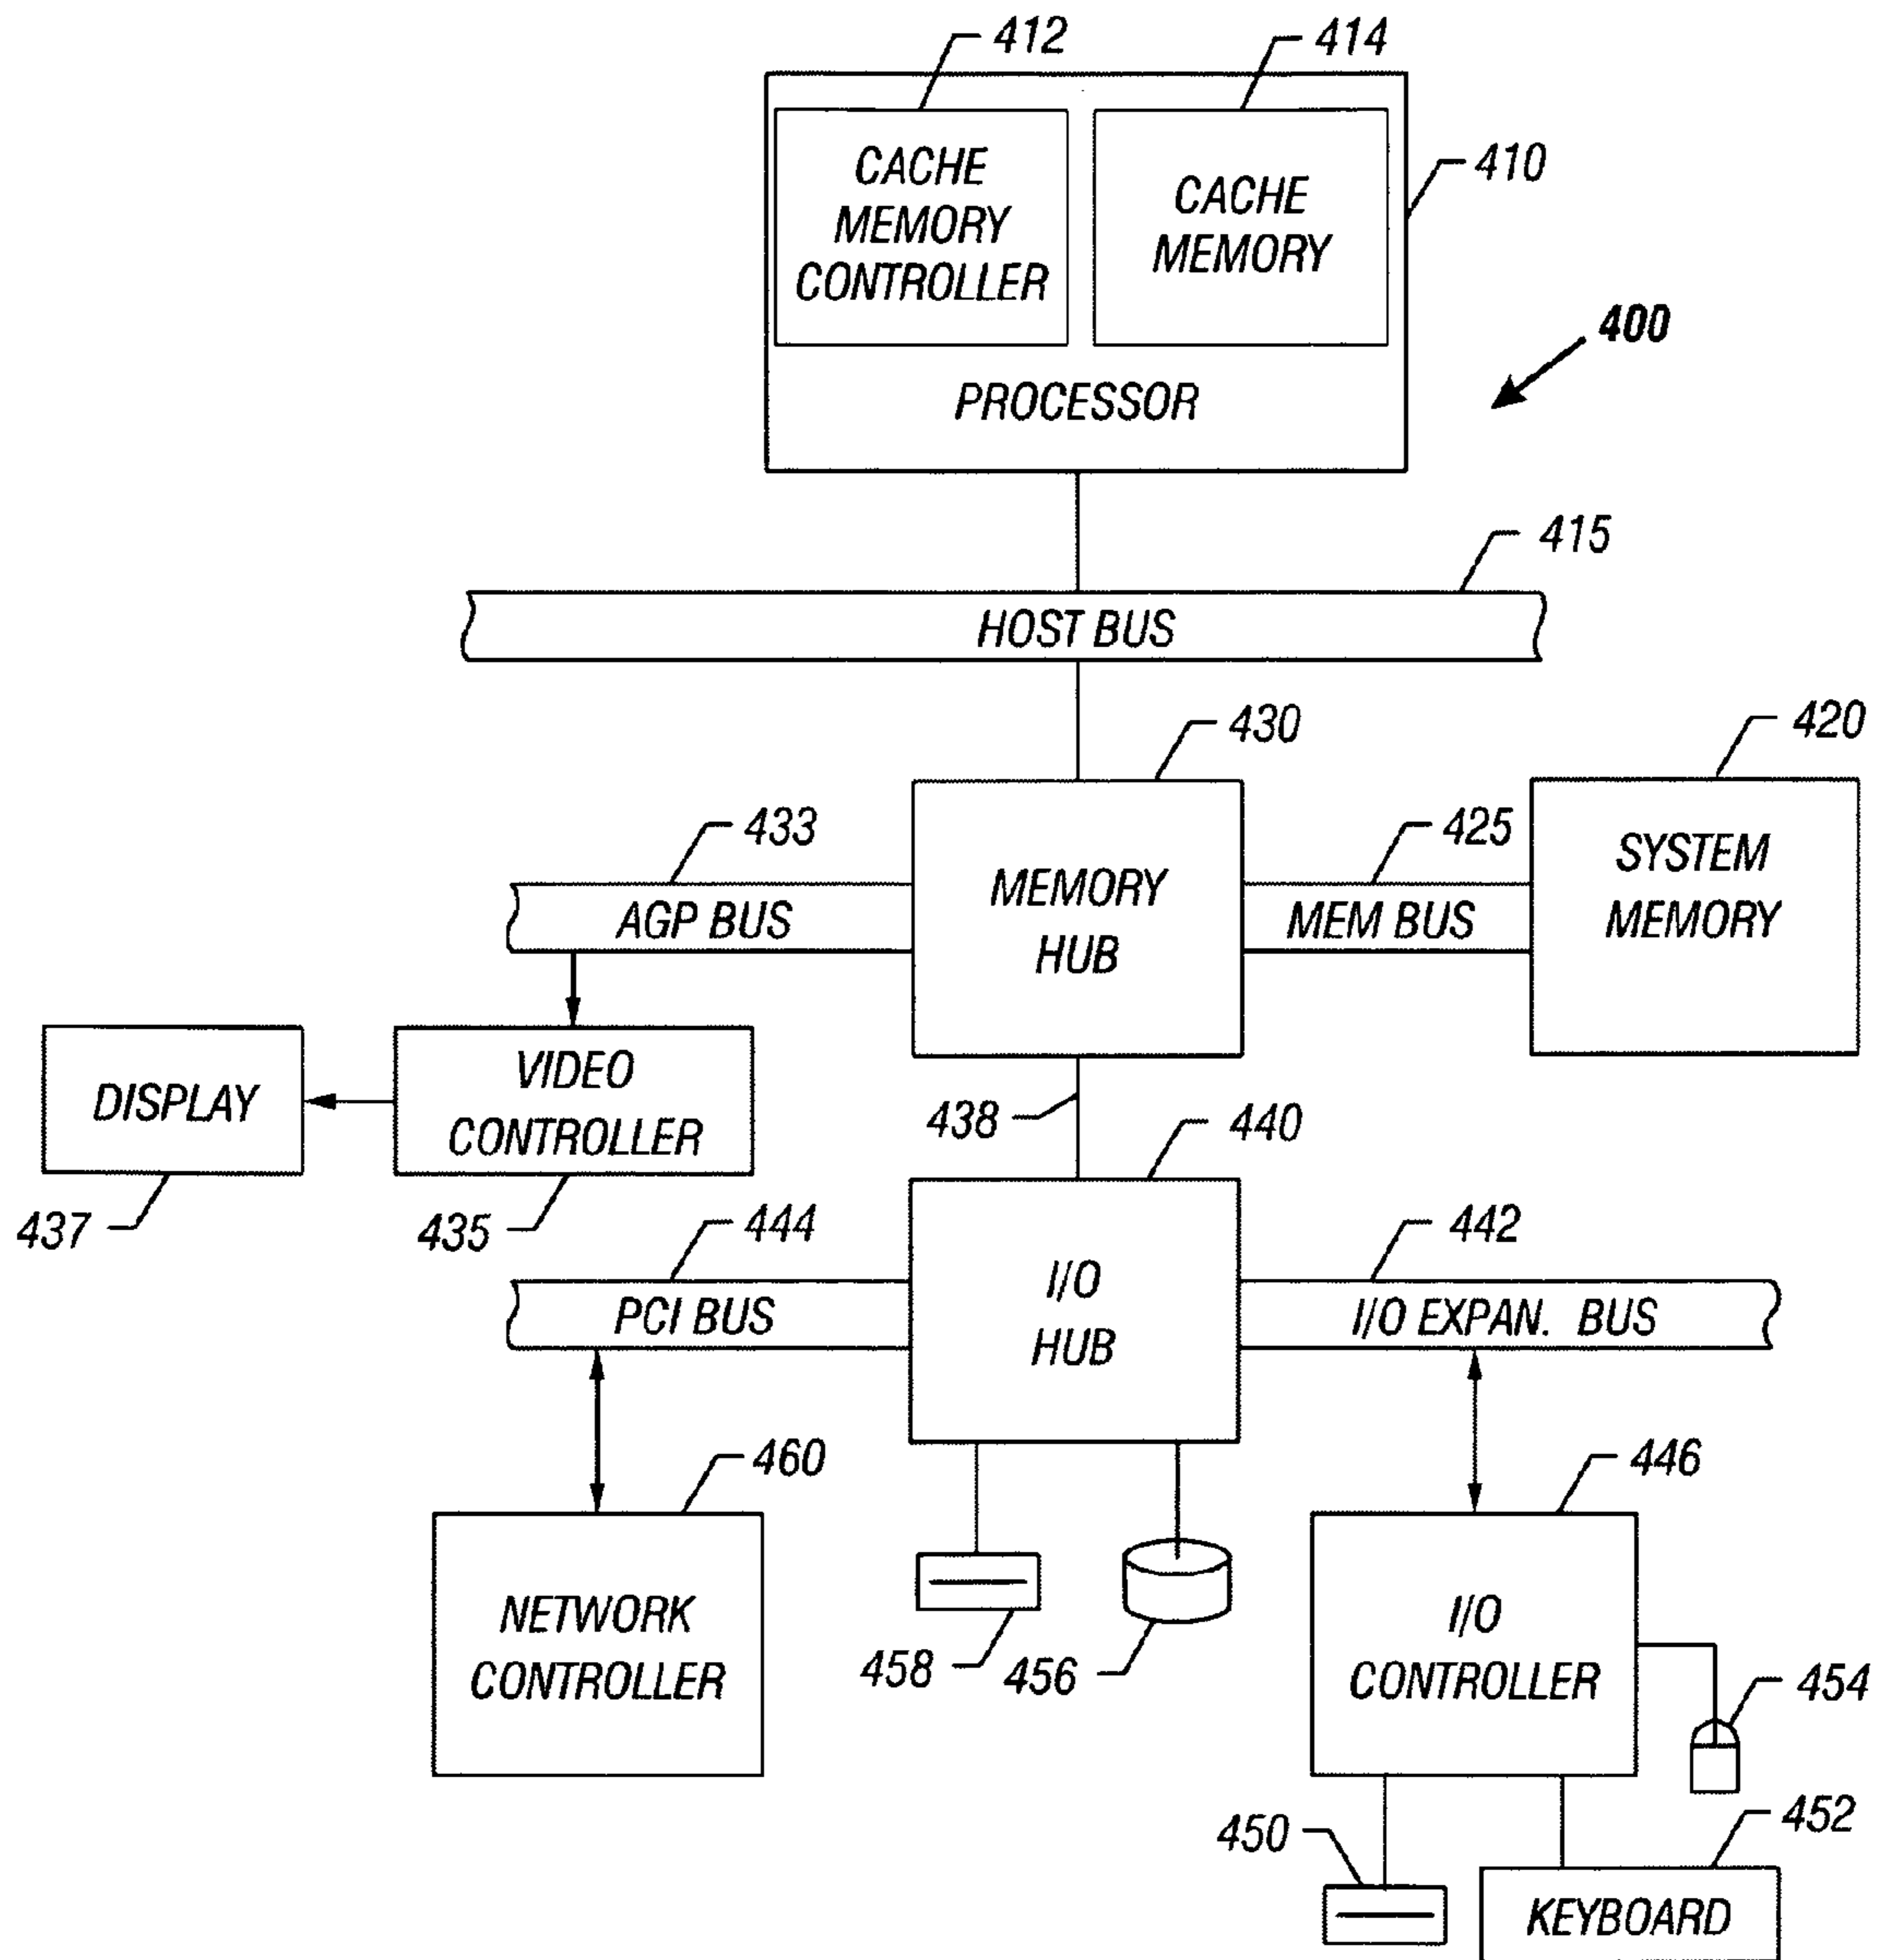 412
414
CACHE
MEMORY
CONTROLLER
CACHE
MEMORY
410
400
PROCESSOR
415
HOST BUS
430
420
433
425
MEMORY
HUB
SYSTEM
MEMORY
AGP BUS
MEM BUS
DISPLAY
VIDEO
CONTROLLER
438
440
437
435
444
442
I/O
HUB
PCI BUS
I/O EXPAN. BUS
460
446
NETWORK
CONTROLLER
458
456
I/O
CONTROLLER
454
450
452
KEYBOARD